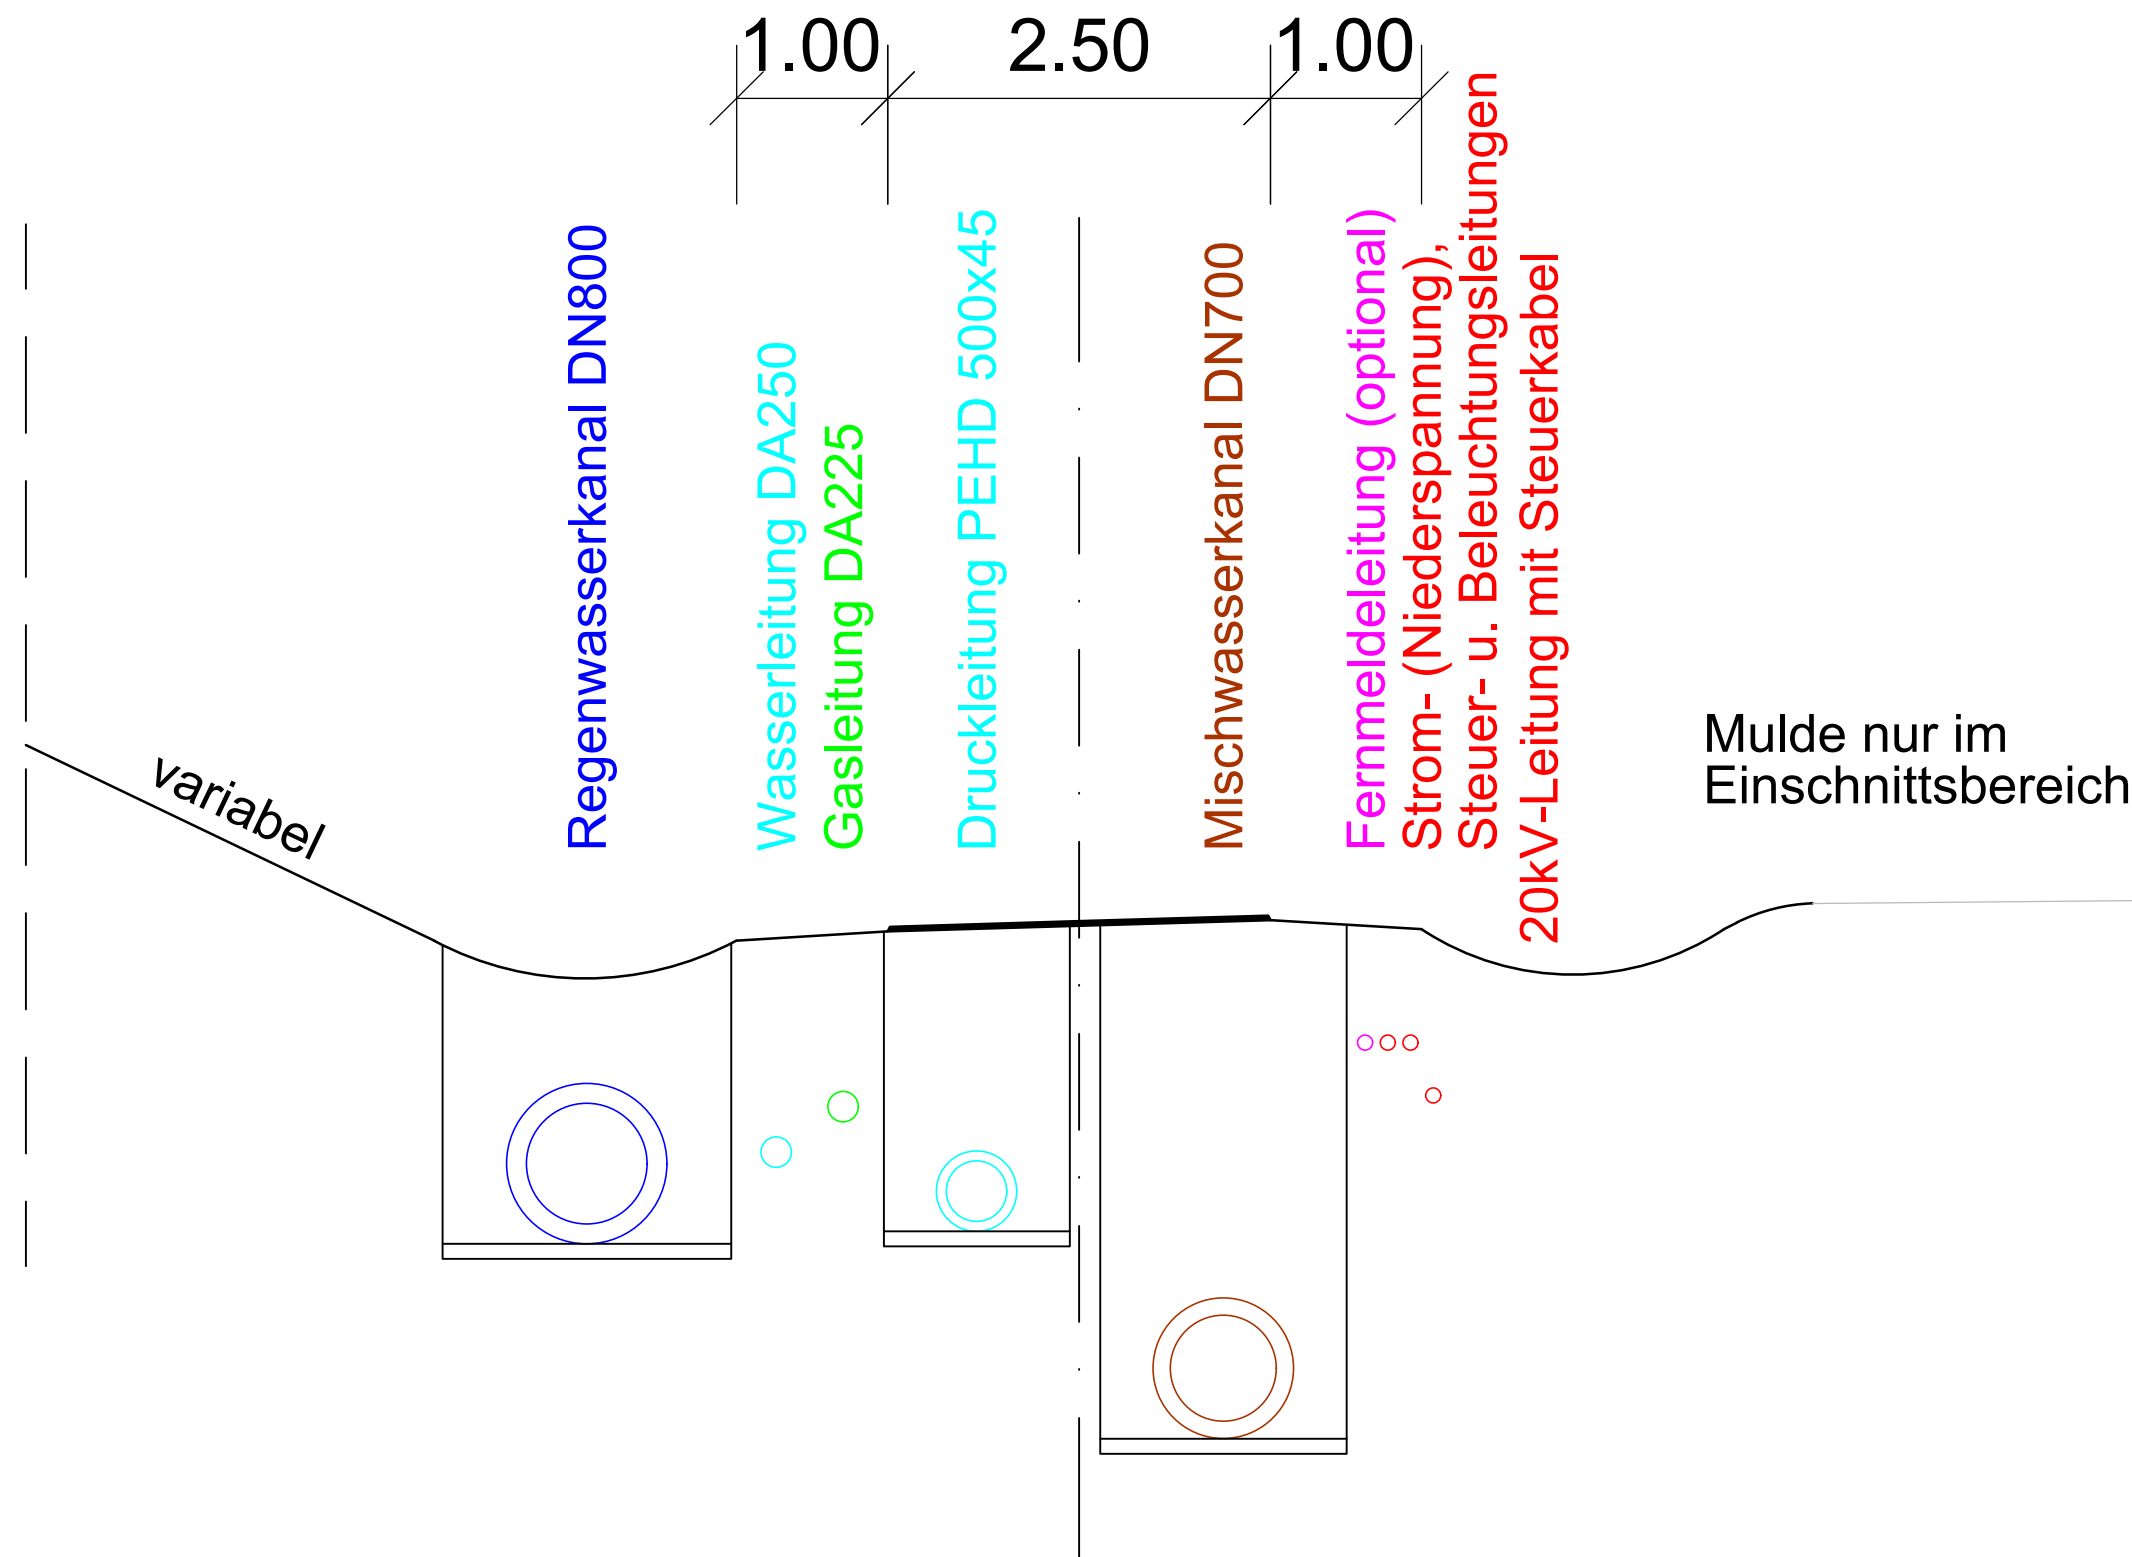 1.00
2.50
1.00
Regenwasserkanal DN800
Wasserleitung DA250
Gasleitung DA225
Druckleitung PEHD 500x45
Mischwasserkanal DN700
Fernmeldeleitung (optional)
Strom- (Niederspannung),
Steuer- u. Beleuchtungsleitungen
20kV-Leitung mit Steuerkabel
variabel
Mulde nur im
Einschnittsbereich